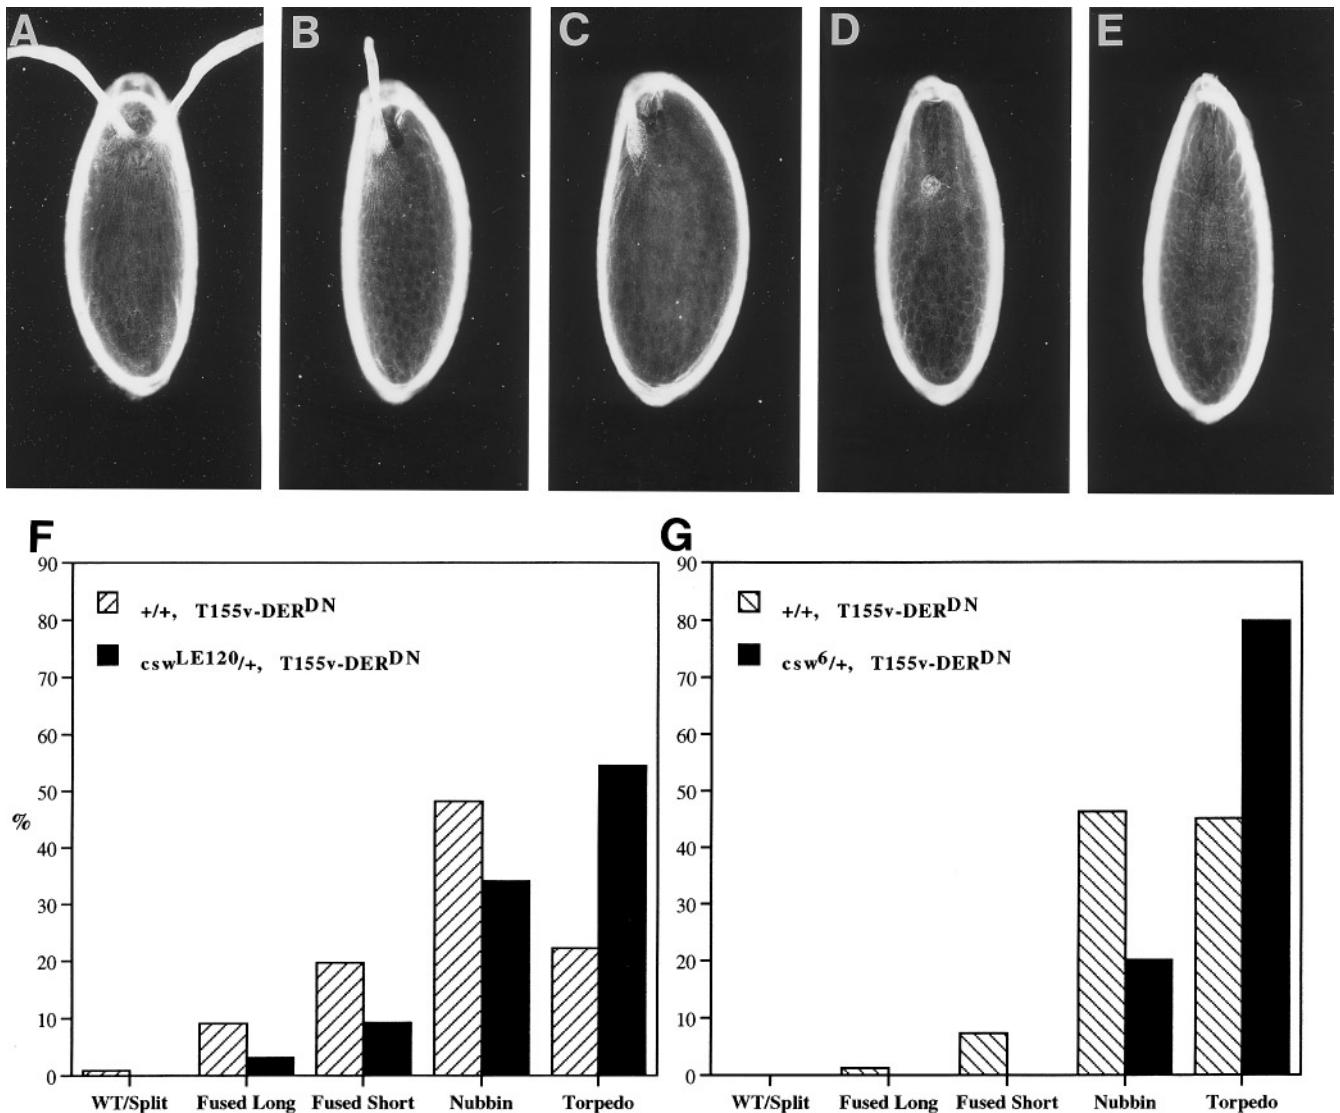 A B C D E
F G
90 90
+/+, T155v-DER^DN +/+, T155v-DER^DN
80 80
csw^LE120/+, T155v-DER^DN csw^6/+, T155v-DER^DN
70 70
60 60
50 50
%
40 40
30 30
20 20
10 10
0 0
WT/Split Fused Long Fused Short Nubbin Torpedo WT/Split Fused Long Fused Short Nubbin Torpedo